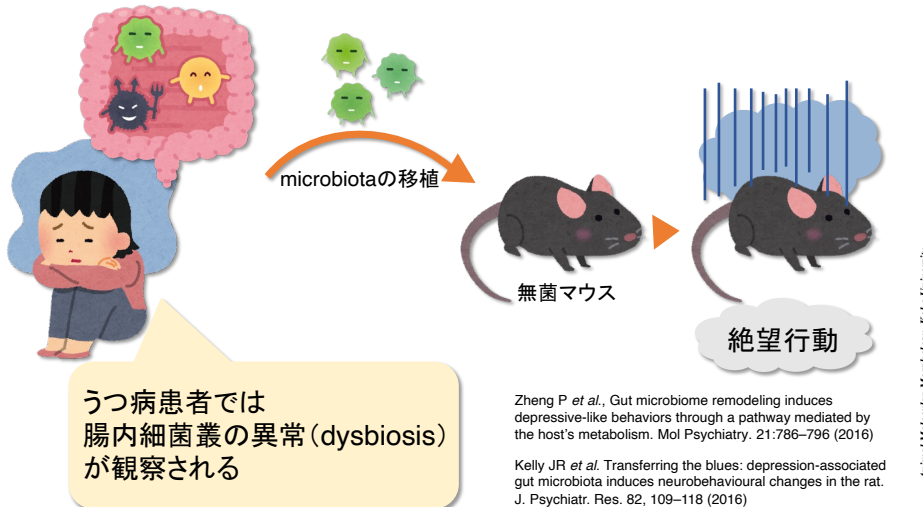 microbiotaの移植
無菌マウス
絶望行動
うつ病患者では
腸内細菌叢の異常(dysbiosis)
が観察される
Zheng P et al., Gut microbiome remodeling induces
depressive-like behaviors through a pathway mediated by
the host's metabolism. Mol Psychiatry. 21:786–796 (2016)
Kelly JR et al. Transferring the blues: depression-associated
gut microbiota induces neurobehavioural changes in the rat.
J. Psychiatr. Res. 82, 109–118 (2016)